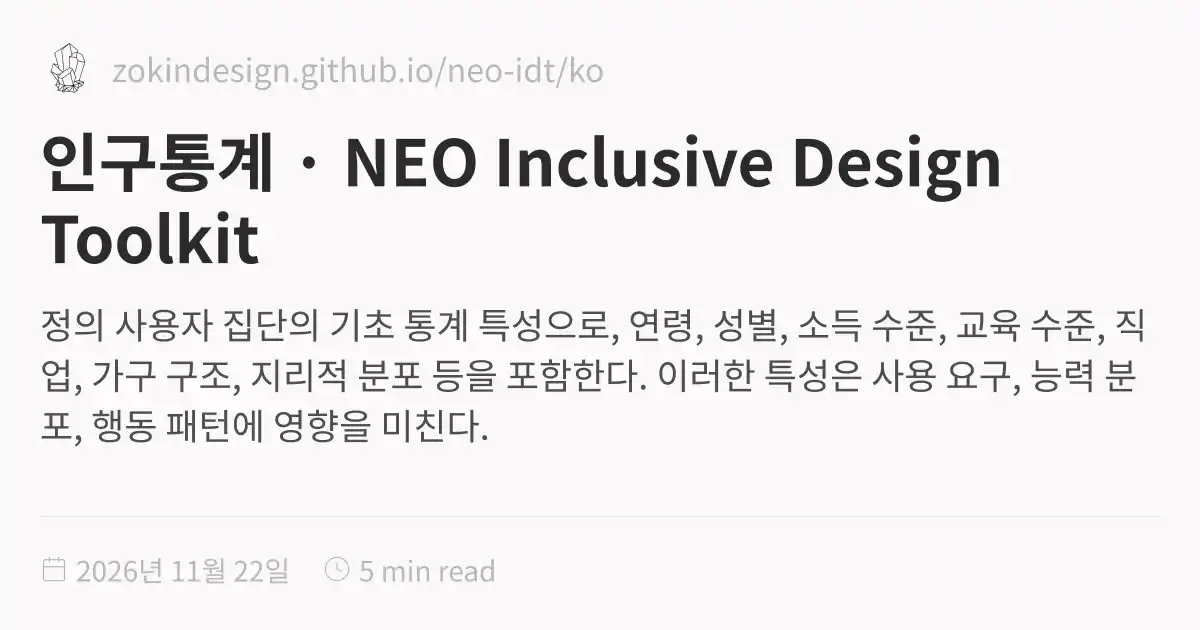 zokindesign.github.io/neo-idt/ko
인구통계 · NEO Inclusive Design
Toolkit
정의 사용자 집단의 기초 통계 특성으로, 연령, 성별, 소득 수준, 교육 수준, 직
업, 가구 구조, 지리적 분포 등을 포함한다. 이러한 특성은 사용 요구, 능력 분
포, 행동 패턴에 영향을 미친다.
2026년 11월 22일 5 min read